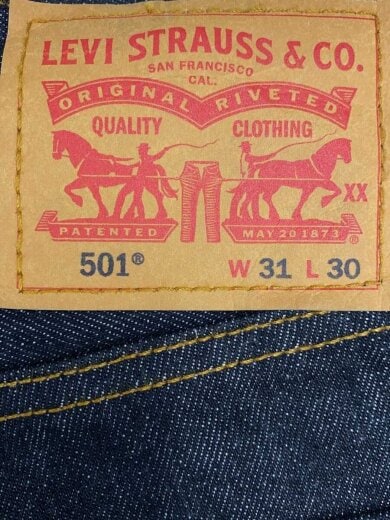 LEVI STRAUSS & CO.
SAN FRANCISCO
CAL.
ORIGINAL RIVETED
QUALITY CLOTHING
XX
PATENTED MAY 20 1873 ®
501® W 31 L 30